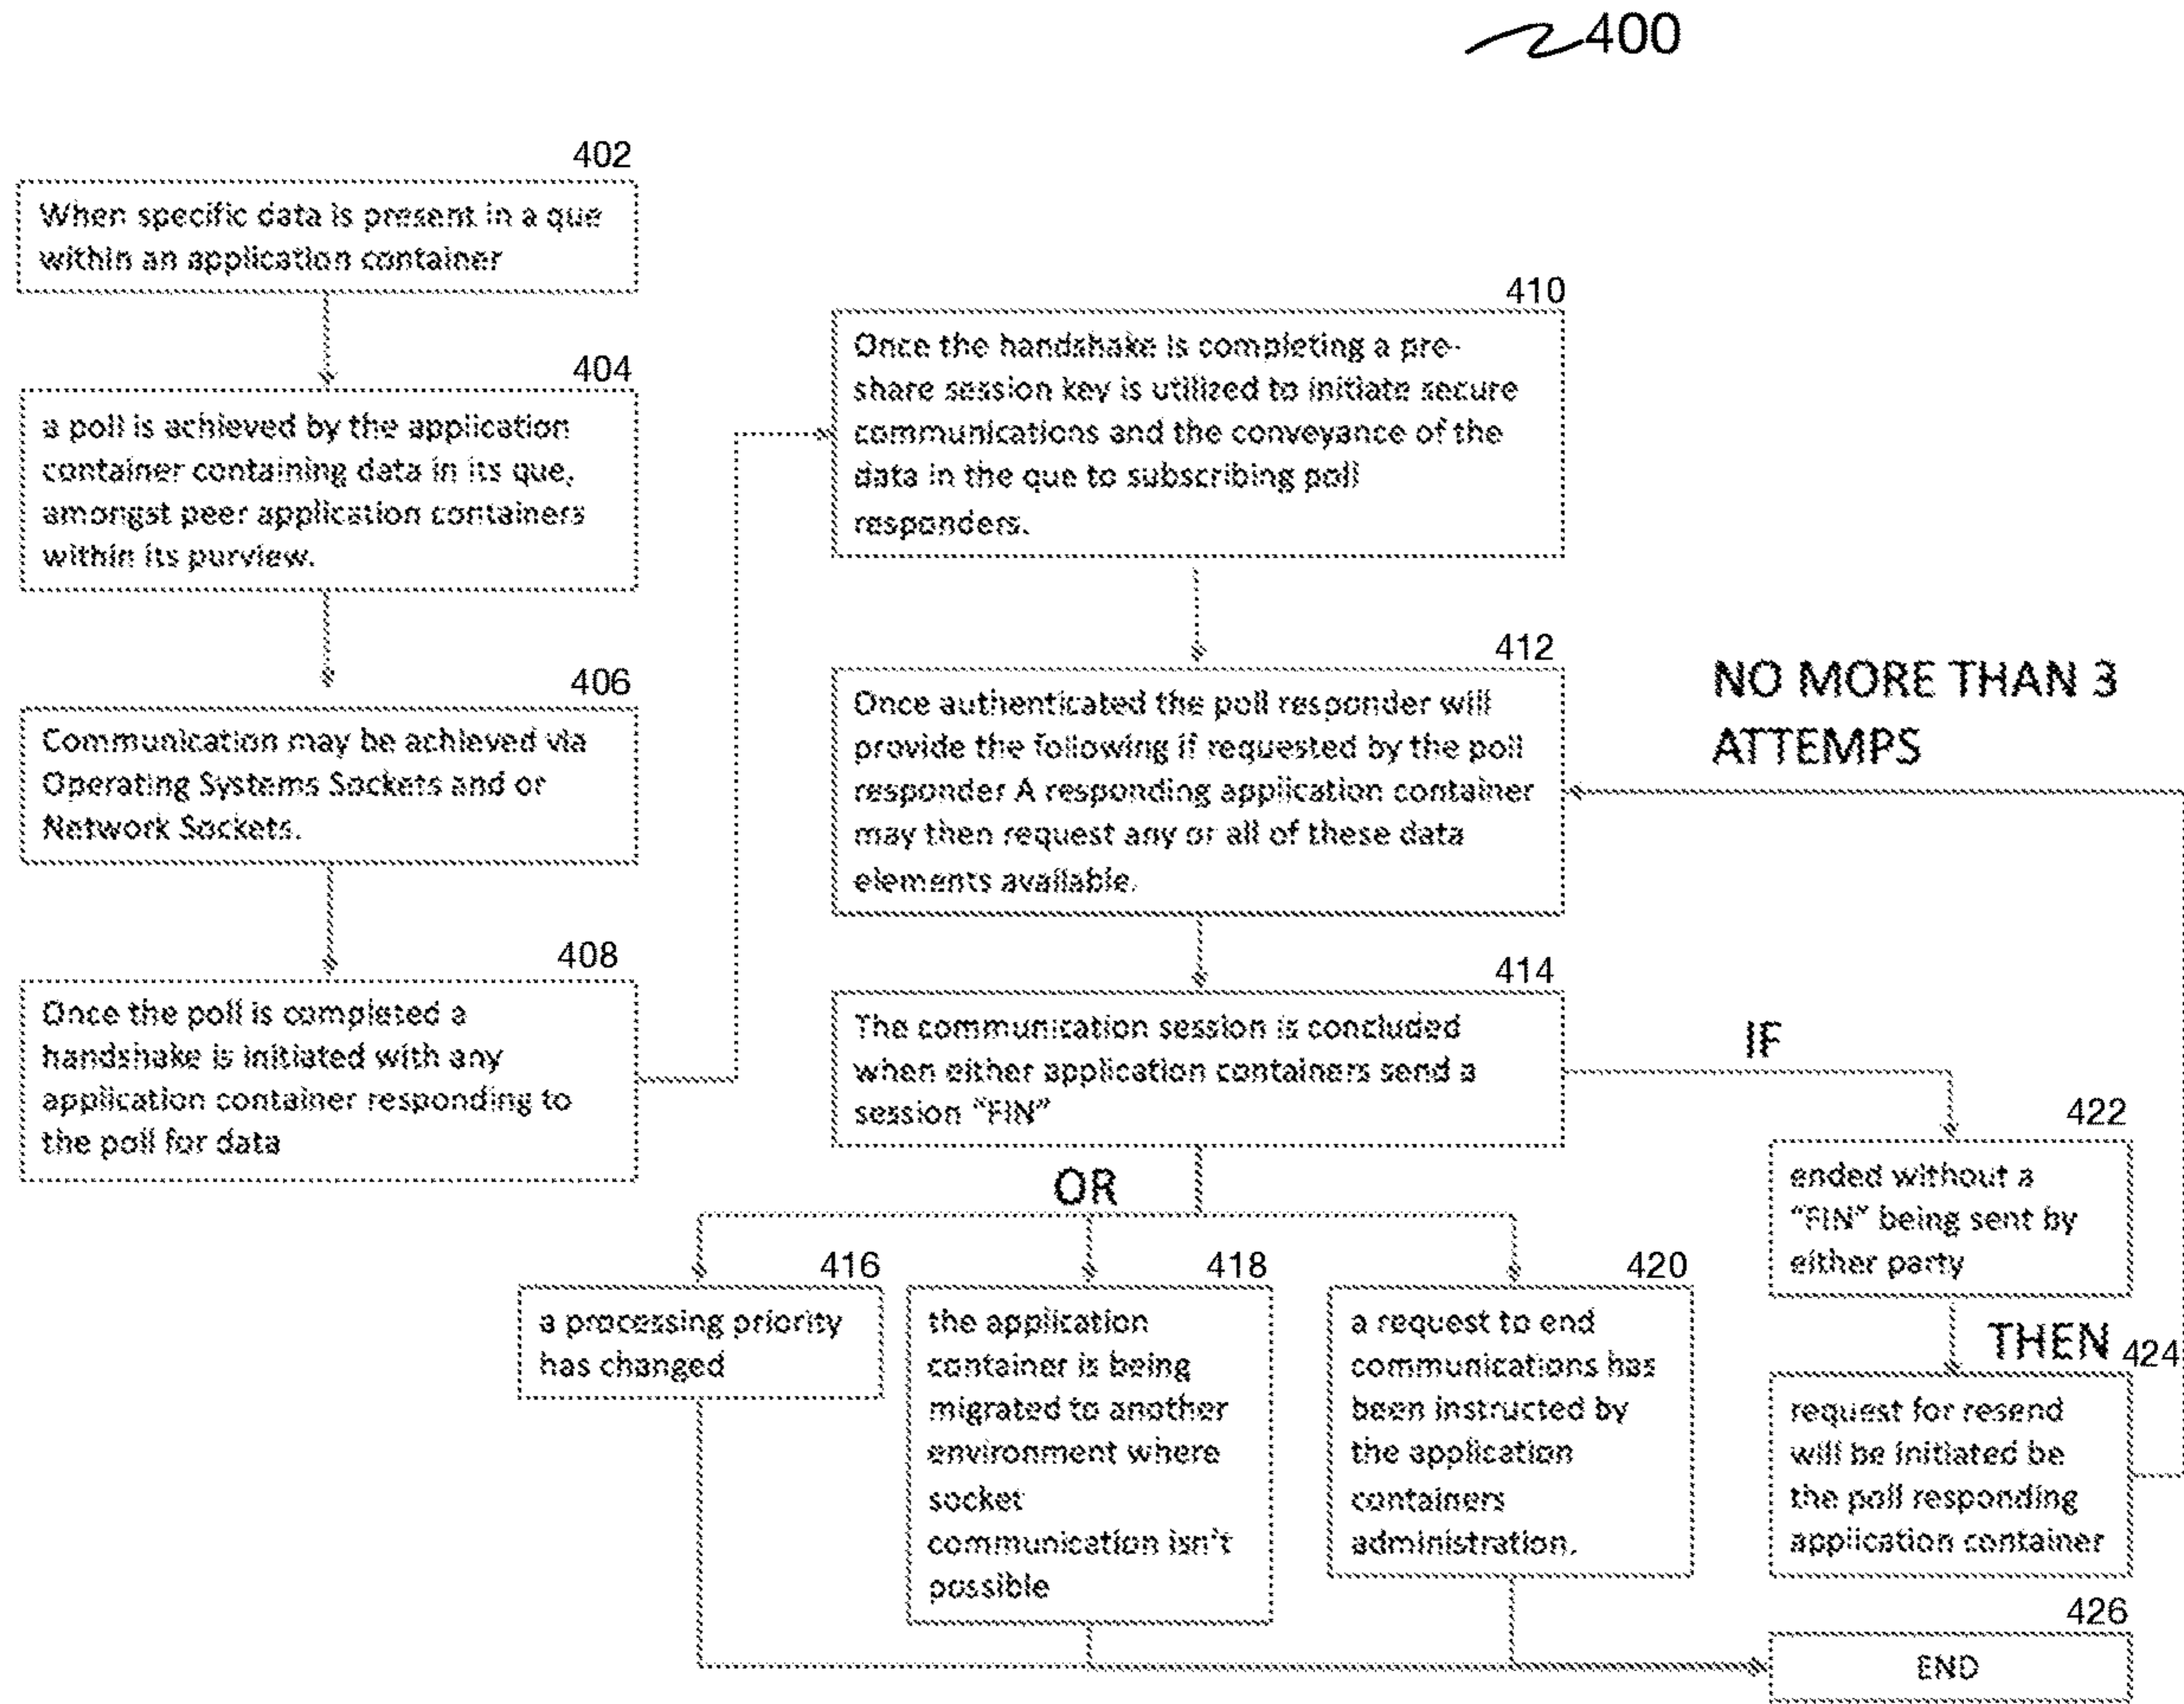 400
402
When specific data is present in a que
within an application container
404
a poll is achieved by the application
container containing data in its que,
amongst peer application containers
within its purview.
406
Communication may be achieved via
Operating Systems Sockets and or
Network Sockets.
408
Once the poll is completed a
handshake is initiated with any
application container responding to
the poll for data
410
Once the handshake is completing a pre-
share session key is utilized to initiate secure
communications and the conveyance of the
data in the que to subscribing poll
responders.
412
Once authenticated the poll responder will
provide the following if requested by the poll
responder A responding application container
may then request any or all of these data
elements available.
NO MORE THAN 3
ATTEMPS
414
The communication session is concluded
when either application containers send a
session "FIN"
IF
OR
416
a processing priority
has changed
418
the application
container is being
migrated to another
environment where
socket
communication isn't
possible
420
a request to end
communications has
been instructed by
the application
containers
administration.
422
ended without a
"FIN" being sent by
either party
THEN
424
request for resend
will be initiated be
the poll responding
application container
426
END